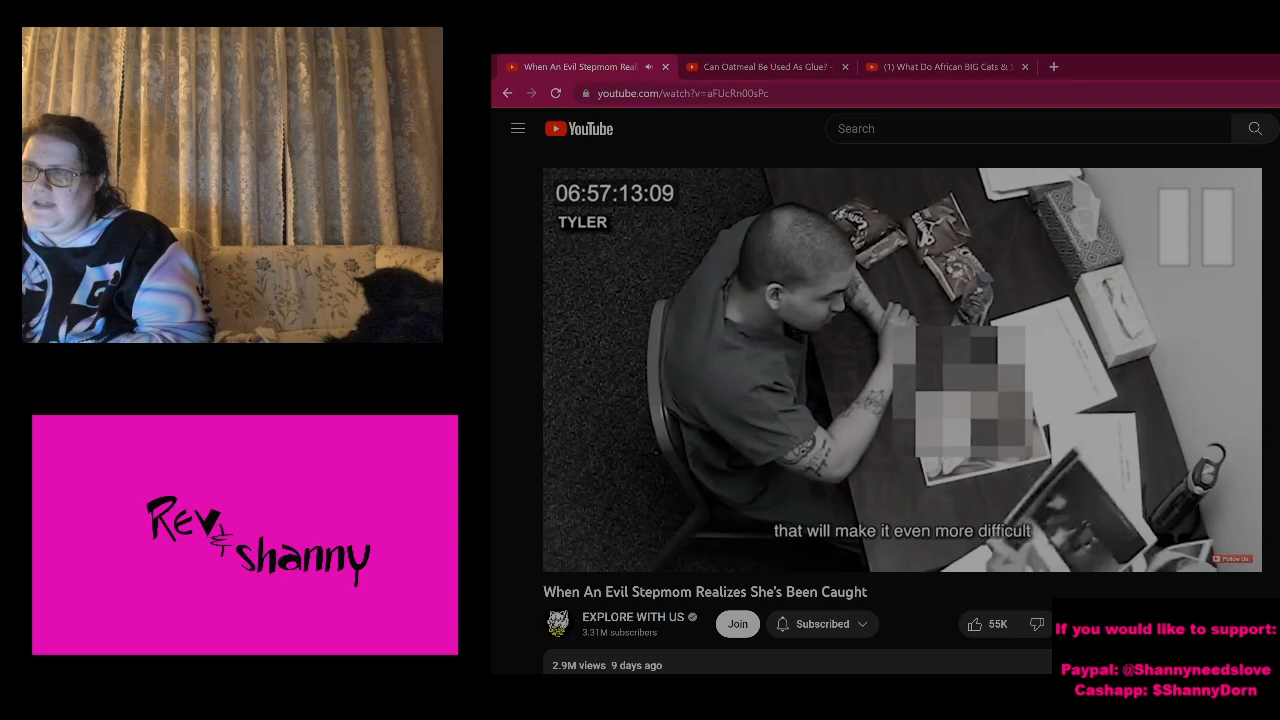 When An Evil Stepmom Reali
Can Oatmeal Be Used As Glue? -
(1) What Do African BIG Cats &
youtube.com/watch?v=aFUcRn00sPc
YouTube
Search
06:57:13:09
TYLER
that will make it even more difficult
Follow Us
Rev
&
shanny
When An Evil Stepmom Realizes She's Been Caught
EXPLORE WITH US
3.31M subscribers
Join
Subscribed
55K
2.9M views 9 days ago
If you would like to support:
Paypal: @Shannyneedslove
Cashapp: $ShannyDorn